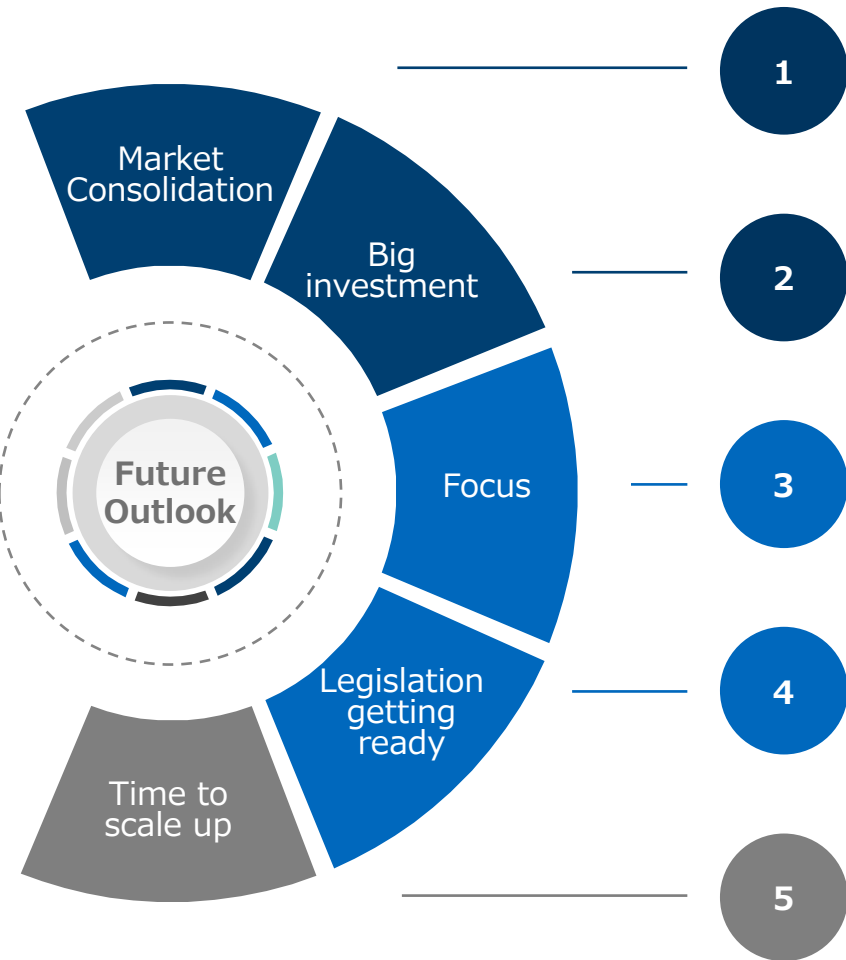 1
Market
Consolidation
Big
investment
2
Focus
3
Future
Outlook
Legislation
getting
ready
4
Time to
scale up
5